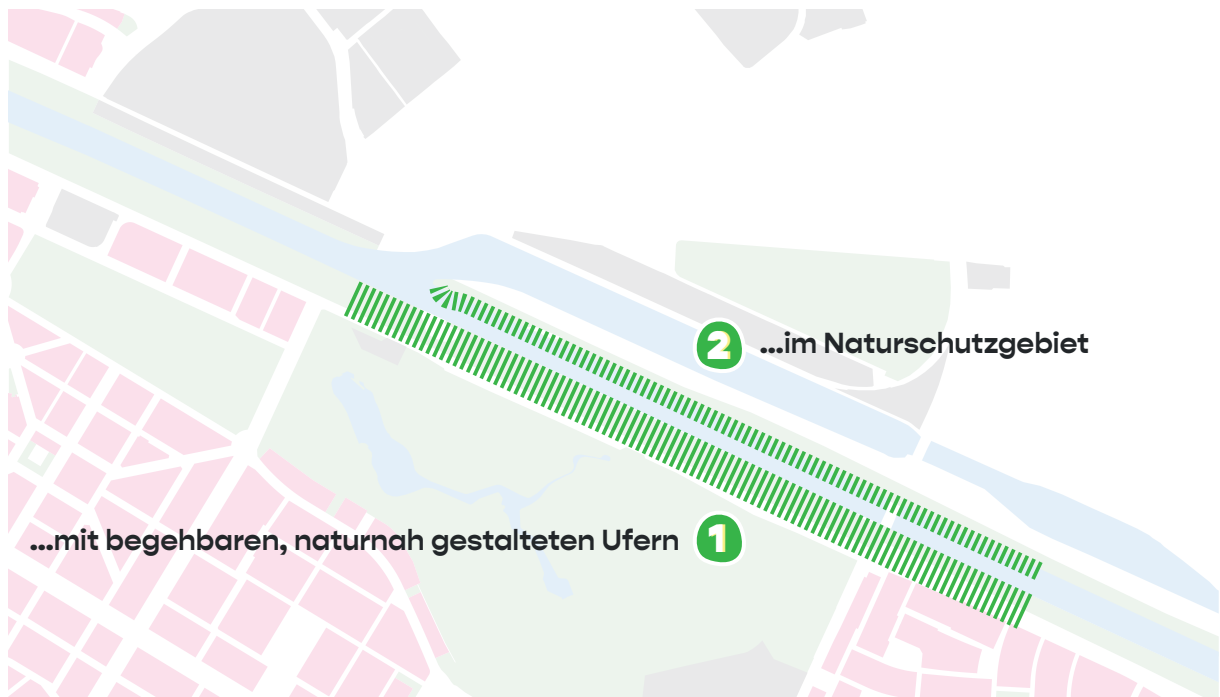 2 ...im Naturschutzgebiet
...mit begehbaren, naturnah gestalteten Ufern 1